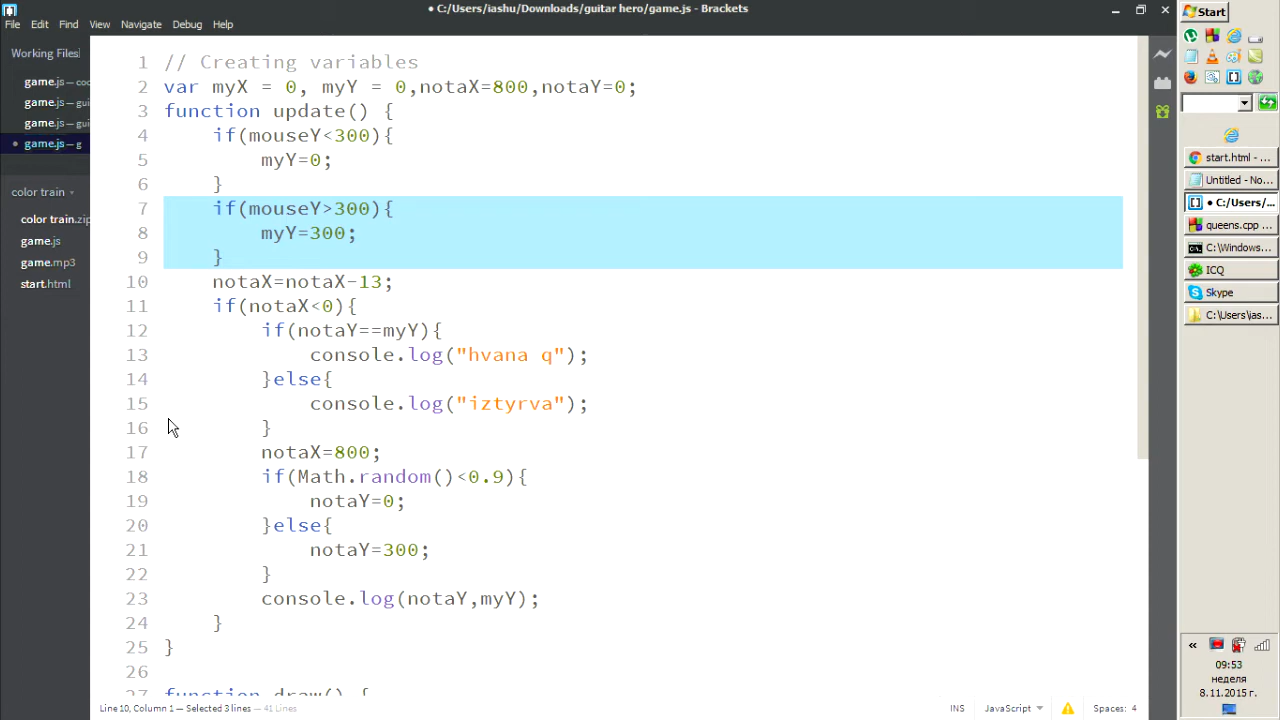 • C:/Users/iashu/Downloads/guitar hero/game.js - Brackets
File Edit Find View Navigate Debug Help
Working Files
game.js — coo
game.js — gui
game.js — gu
• game.js — g
color train
color train.zip
game.js
game.mp3
start.html
1 // Creating variables
2 var myX = 0, myY = 0,notaX=800,notaY=0;
3 function update() {
4 if(mouseY<300){
5 myY=0;
6 }
7 if(mouseY>300){
8 myY=300;
9 }
10 notaX=notaX-13;
11 if(notaX<0){
12 if(notaY==myY){
13 console.log("hvana q");
14 }else{
15 console.log("iztyrva");
16 }
17 notaX=800;
18 if(Math.random()<0.9){
19 notaY=0;
20 }else{
21 notaY=300;
22 }
23 console.log(notaY,myY);
24 }
25 }
26
27 function draw() {
Line 10, Column 1 — Selected 3 lines — 41 Lines
INS JavaScript Spaces: 4
Start
start.html - ...
Untitled - No...
• C:/Users/...
queens.cpp ...
C:\Windows...
ICQ
Skype
C:\Users\ias...
09:53
неделя
8.11.2015 г.